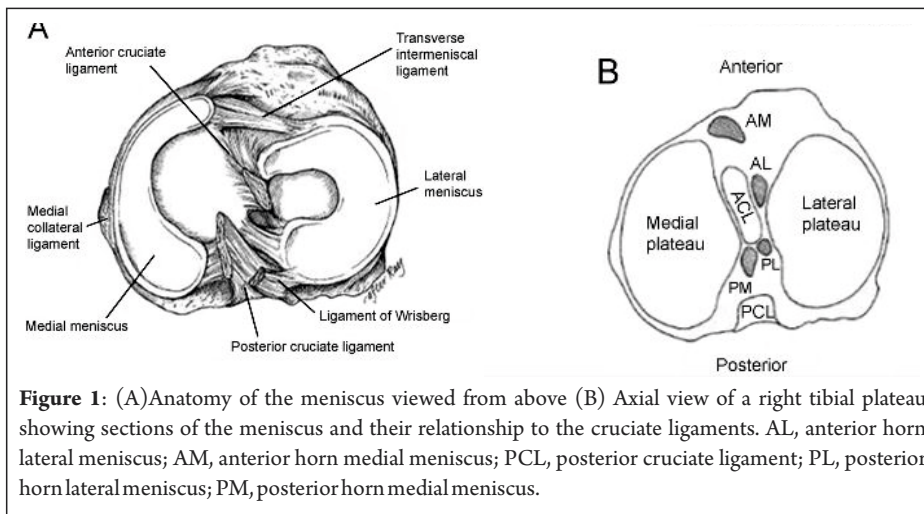 A
Anterior cruciate
ligament
Transverse
intermeniscal
ligament
Lateral
meniscus
Medial
collateral
ligament
Medial meniscus
Ligament of Wrisberg
Posterior cruciate ligament
after Ray
B
Anterior
AM
AL
ACL
Medial
plateau
Lateral
plateau
PL
PM
PCL
Posterior
Figure 1: (A)Anatomy of the meniscus viewed from above (B) Axial view of a right tibial plateau
showing sections of the meniscus and their relationship to the cruciate ligaments. AL, anterior horn
lateral meniscus; AM, anterior horn medial meniscus; PCL, posterior cruciate ligament; PL, posterior
horn lateral meniscus; PM, posterior horn medial meniscus.